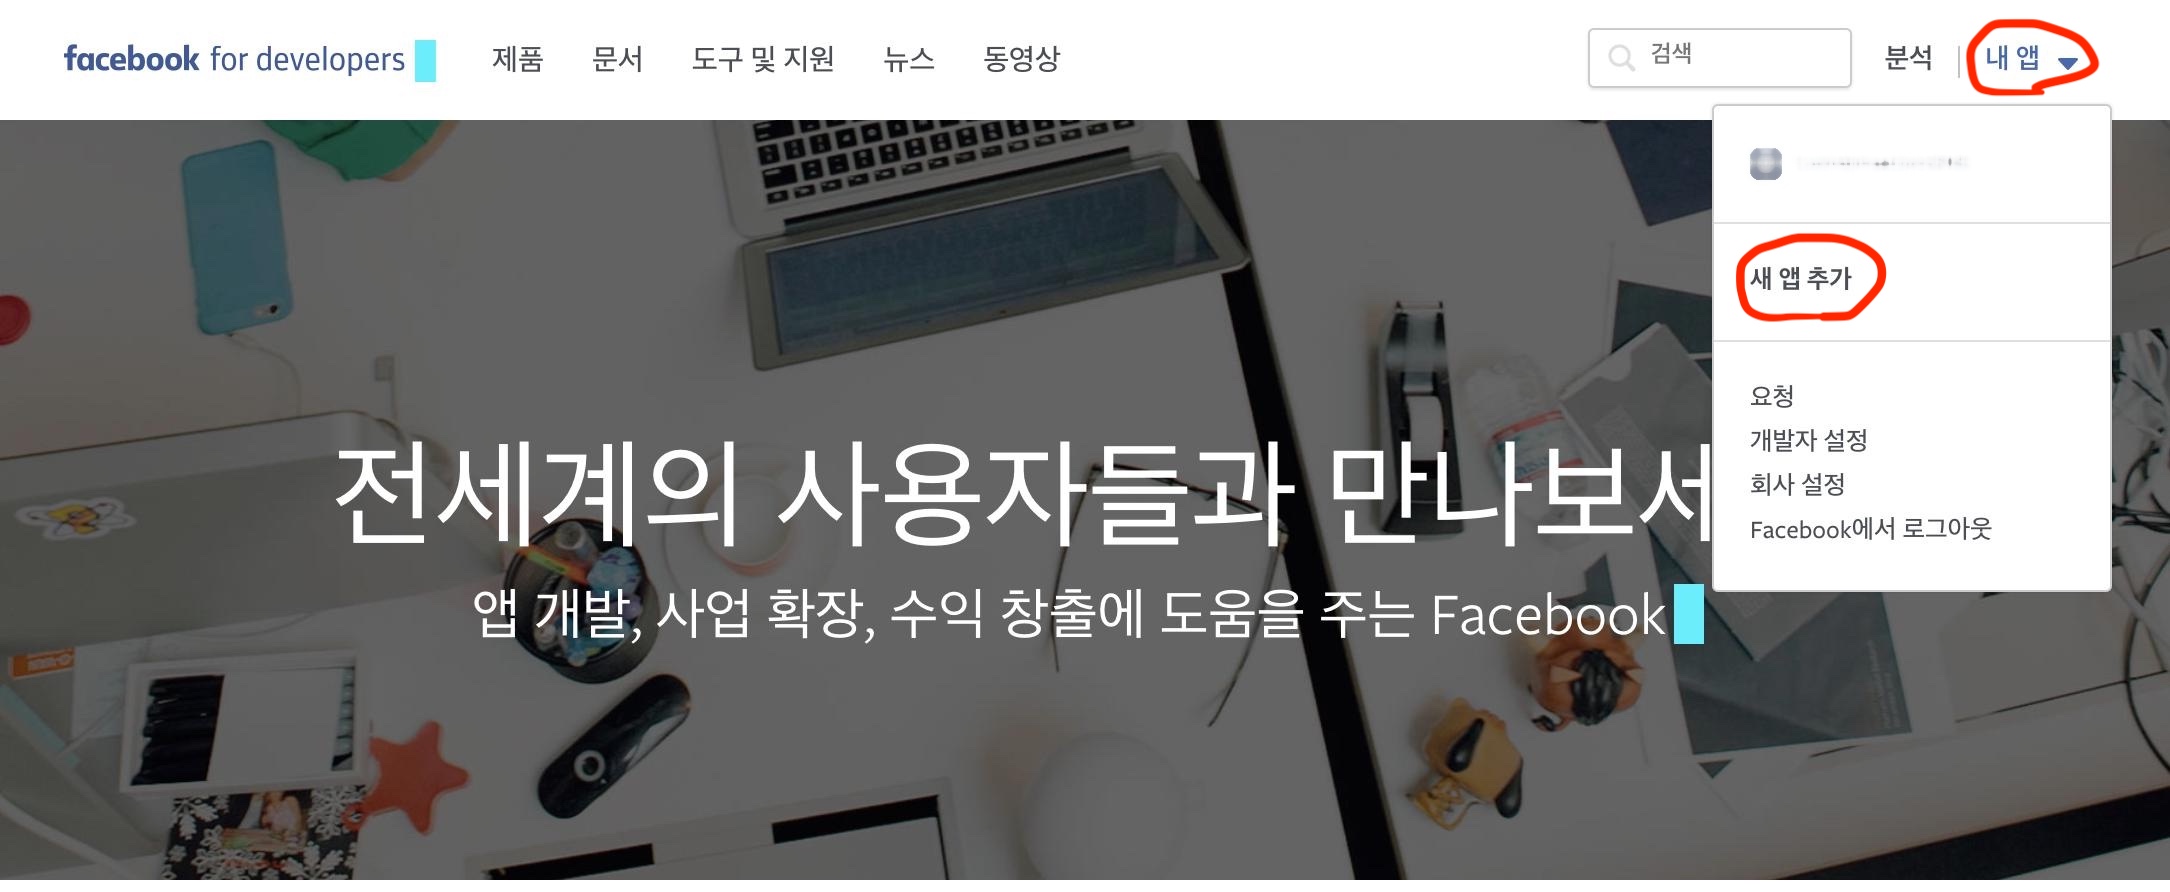 facebook for developers
제품
문서
도구 및 지원
뉴스
동영상
검색
분석
내 앱
새 앱 추가
요청
개발자 설정
회사 설정
Facebook에서 로그아웃
전세계의 사용자들과 만나보세
앱 개발, 사업 확장, 수익 창출에 도움을 주는 Facebook